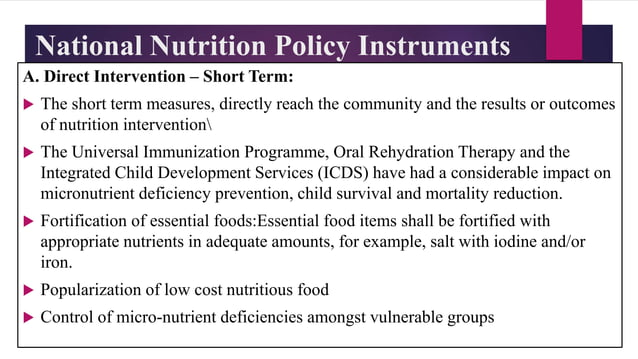 National Nutrition Policy Instruments
A. Direct Intervention – Short Term:
The short term measures, directly reach the community and the results or outcomes
of nutrition intervention\
The Universal Immunization Programme, Oral Rehydration Therapy and the
Integrated Child Development Services (ICDS) have had a considerable impact on
micronutrient deficiency prevention, child survival and mortality reduction.
Fortification of essential foods:Essential food items shall be fortified with
appropriate nutrients in adequate amounts, for example, salt with iodine and/or
iron.
Popularization of low cost nutritious food
Control of micro-nutrient deficiencies amongst vulnerable groups